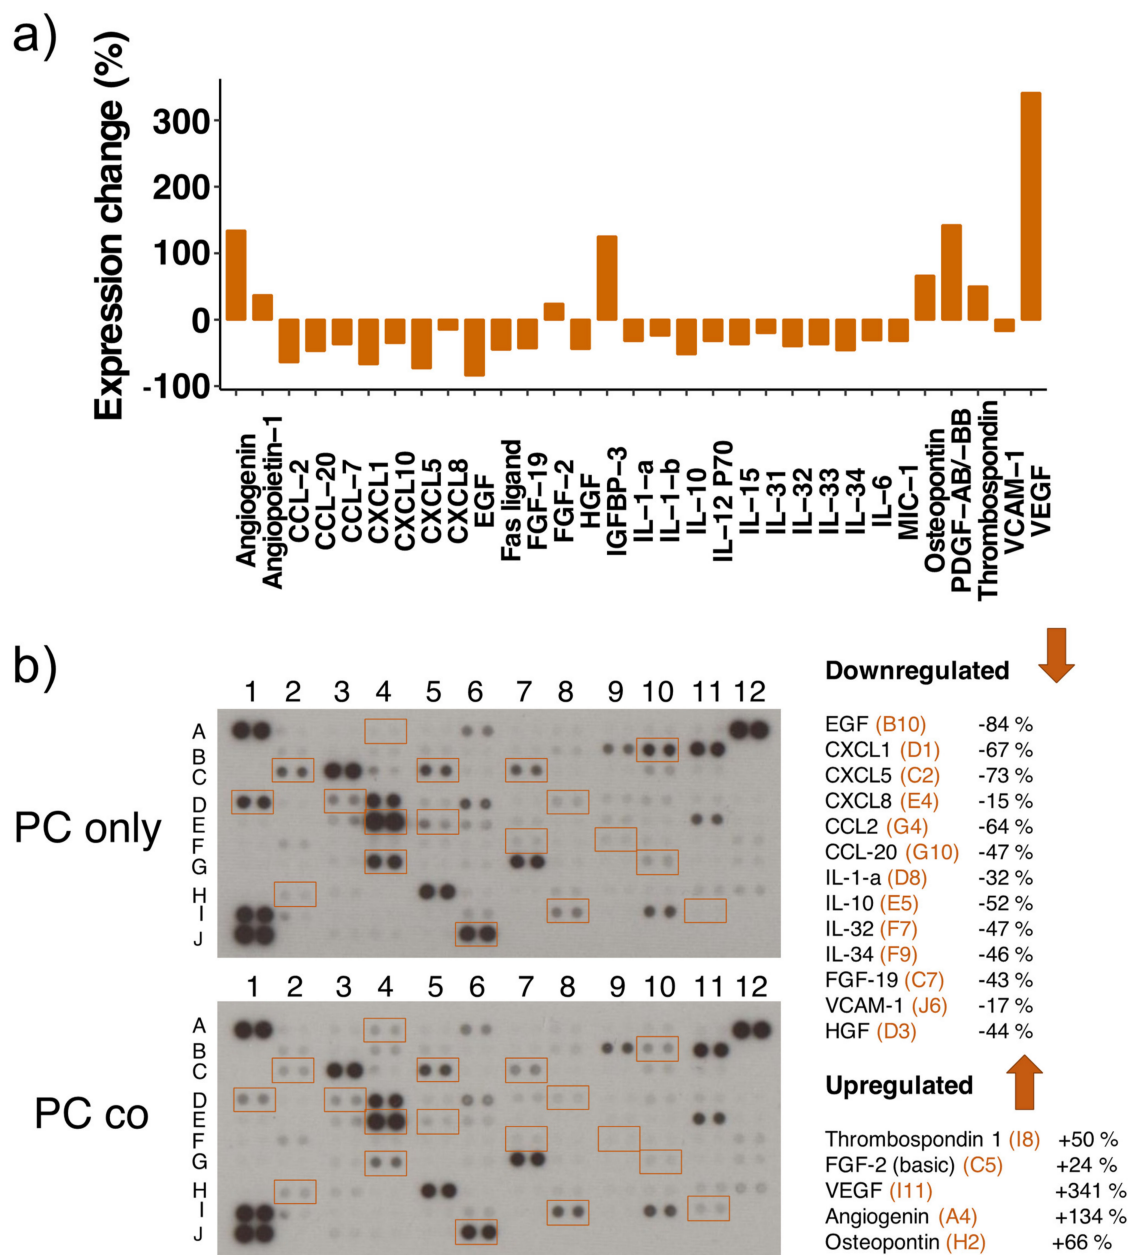 a)
Expression change (%)
300
200
100
0
-100
Angiogenin
Angiopoietin–1
CCL–2
CCL–20
CCL–7
CXCL1
CXCL10
CXCL5
CXCL8
EGF
Fas ligand
FGF–19
FGF–2
HGF
IGFBP–3
IL–1–a
IL–1–b
IL–10
IL–12 P70
IL–15
IL–31
IL–32
IL–33
IL–34
IL–6
MIC–1
Osteopontin
PDGF–AB/–BB
Thrombospondin
VCAM–1
VEGF
b)
1 2 3 4 5 6 7 8 9 10 11 12
A
B
C
D
E
F
G
H
I
J
PC only
1 2 3 4 5 6 7 8 9 10 11 12
A
B
C
D
E
F
G
H
I
J
PC co
Downregulated
EGF (B10) -84 %
CXCL1 (D1) -67 %
CXCL5 (C2) -73 %
CXCL8 (E4) -15 %
CCL2 (G4) -64 %
CCL-20 (G10) -47 %
IL-1-a (D8) -32 %
IL-10 (E5) -52 %
IL-32 (F7) -47 %
IL-34 (F9) -46 %
FGF-19 (C7) -43 %
VCAM-1 (J6) -17 %
HGF (D3) -44 %
Upregulated
Thrombospondin 1 (I8) +50 %
FGF-2 (basic) (C5) +24 %
VEGF (I11) +341 %
Angiogenin (A4) +134 %
Osteopontin (H2) +66 %